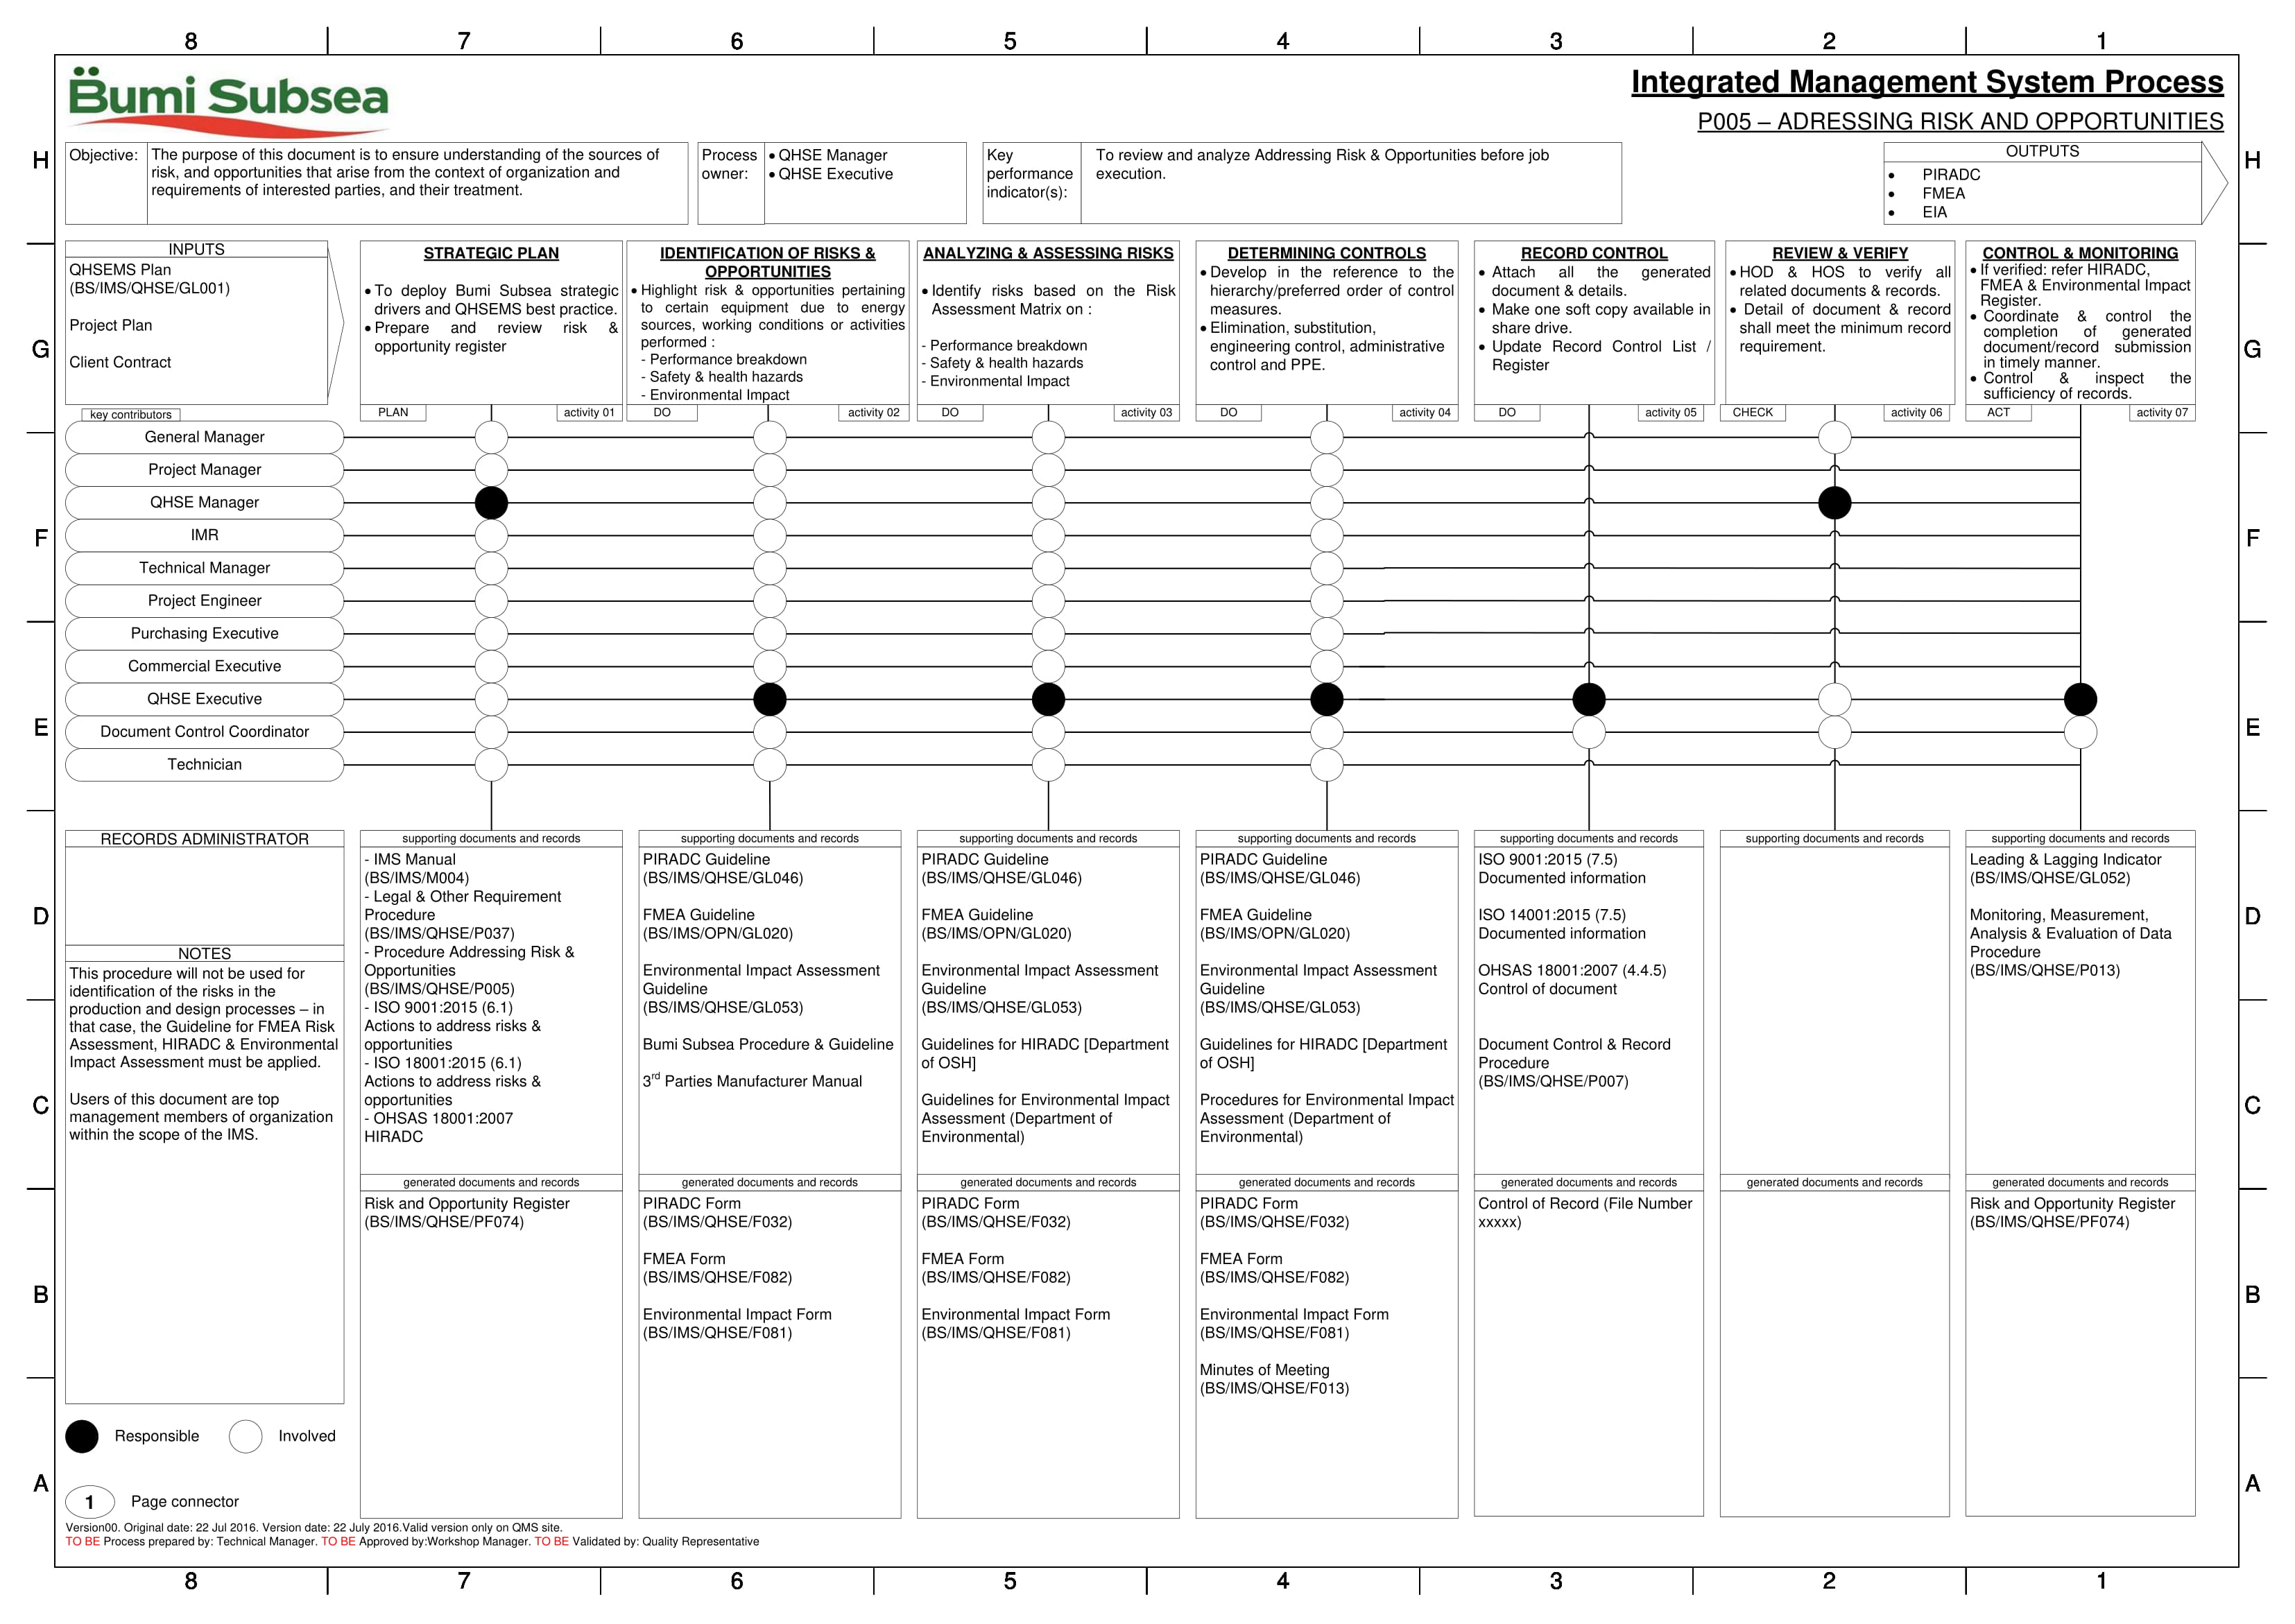 8 7 6 5 4 3 2 1
Bumi Subsea
Integrated Management System Process
P005 – ADRESSING RISK AND OPPORTUNITIES
H
H
Objective:
The purpose of this document is to ensure understanding of the sources of
risk, and opportunities that arise from the context of organization and
requirements of interested parties, and their treatment.
Process
owner:
• QHSE Manager
• QHSE Executive
Key
performance
indicator(s):
To review and analyze Addressing Risk & Opportunities before job
execution.
OUTPUTS
• PIRADC
• FMEA
• EIA
G
G
INPUTS
QHSEMS Plan
(BS/IMS/QHSE/GL001)
Project Plan
Client Contract
STRATEGIC PLAN
• To deploy Bumi Subsea strategic
drivers and QHSEMS best practice.
• Prepare and review risk &
opportunity register
PLAN
activity 01
IDENTIFICATION OF RISKS &
OPPORTUNITIES
• Highlight risk & opportunities pertaining
to certain equipment due to energy
sources, working conditions or activities
performed :
- Performance breakdown
- Safety & health hazards
- Environmental Impact
DO
activity 02
ANALYZING & ASSESSING RISKS
• Identify risks based on the Risk
Assessment Matrix on :
- Performance breakdown
- Safety & health hazards
- Environmental Impact
DO
activity 03
DETERMINING CONTROLS
• Develop in the reference to the
hierarchy/preferred order of control
measures.
• Elimination, substitution,
engineering control, administrative
control and PPE.
DO
activity 04
RECORD CONTROL
• Attach all the generated
document & details.
• Make one soft copy available in
share drive.
• Update Record Control List /
Register
DO
activity 05
REVIEW & VERIFY
• HOD & HOS to verify all
related documents & records.
• Detail of document & record
shall meet the minimum record
requirement.
CHECK
activity 06
CONTROL & MONITORING
• If verified: refer HIRADC,
FMEA & Environmental Impact
Register.
• Coordinate & control the
completion of generated
document/record submission
in timely manner.
• Control & inspect the
sufficiency of records.
ACT
activity 07
key contributors
General Manager
Project Manager
QHSE Manager
IMR
Technical Manager
Project Engineer
Purchasing Executive
Commercial Executive
QHSE Executive
Document Control Coordinator
Technician
F
F
E
E
D
D
C
C
B
B
A
A
RECORDS ADMINISTRATOR
NOTES
This procedure will not be used for
identification of the risks in the
production and design processes – in
that case, the Guideline for FMEA Risk
Assessment, HIRADC & Environmental
Impact Assessment must be applied.
Users of this document are top
management members of organization
within the scope of the IMS.
supporting documents and records
- IMS Manual
(BS/IMS/M004)
- Legal & Other Requirement
Procedure
(BS/IMS/QHSE/P037)
- Procedure Addressing Risk &
Opportunities
(BS/IMS/QHSE/P005)
- ISO 9001:2015 (6.1)
Actions to address risks &
opportunities
- ISO 18001:2015 (6.1)
Actions to address risks &
opportunities
- OHSAS 18001:2007
HIRADC
generated documents and records
Risk and Opportunity Register
(BS/IMS/QHSE/PF074)
supporting documents and records
PIRADC Guideline
(BS/IMS/QHSE/GL046)
FMEA Guideline
(BS/IMS/OPN/GL020)
Environmental Impact Assessment
Guideline
(BS/IMS/QHSE/GL053)
Bumi Subsea Procedure & Guideline
3rd Parties Manufacturer Manual
generated documents and records
PIRADC Form
(BS/IMS/QHSE/F032)
FMEA Form
(BS/IMS/QHSE/F082)
Environmental Impact Form
(BS/IMS/QHSE/F081)
supporting documents and records
PIRADC Guideline
(BS/IMS/QHSE/GL046)
FMEA Guideline
(BS/IMS/OPN/GL020)
Environmental Impact Assessment
Guideline
(BS/IMS/QHSE/GL053)
Guidelines for HIRADC [Department
of OSH]
Guidelines for Environmental Impact
Assessment (Department of
Environmental)
generated documents and records
PIRADC Form
(BS/IMS/QHSE/F032)
FMEA Form
(BS/IMS/QHSE/F082)
Environmental Impact Form
(BS/IMS/QHSE/F081)
supporting documents and records
PIRADC Guideline
(BS/IMS/QHSE/GL046)
FMEA Guideline
(BS/IMS/OPN/GL020)
Environmental Impact Assessment
Guideline
(BS/IMS/QHSE/GL053)
Guidelines for HIRADC [Department
of OSH]
Procedures for Environmental Impact
Assessment (Department of
Environmental)
generated documents and records
PIRADC Form
(BS/IMS/QHSE/F032)
FMEA Form
(BS/IMS/QHSE/F082)
Environmental Impact Form
(BS/IMS/QHSE/F081)
Minutes of Meeting
(BS/IMS/QHSE/F013)
supporting documents and records
ISO 9001:2015 (7.5)
Documented information
ISO 14001:2015 (7.5)
Documented information
OHSAS 18001:2007 (4.4.5)
Control of document
Document Control & Record
Procedure
(BS/IMS/QHSE/P007)
generated documents and records
Control of Record (File Number
xxxxx)
supporting documents and records
generated documents and records
supporting documents and records
Leading & Lagging Indicator
(BS/IMS/QHSE/GL052)
Monitoring, Measurement,
Analysis & Evaluation of Data
Procedure
(BS/IMS/QHSE/P013)
generated documents and records
Risk and Opportunity Register
(BS/IMS/QHSE/PF074)
Responsible
Involved
1 Page connector
Version00. Original date: 22 Jul 2016. Version date: 22 July 2016.Valid version only on QMS site.
TO BE Process prepared by: Technical Manager. TO BE Approved by:Workshop Manager. TO BE Validated by: Quality Representative
8 7 6 5 4 3 2 1